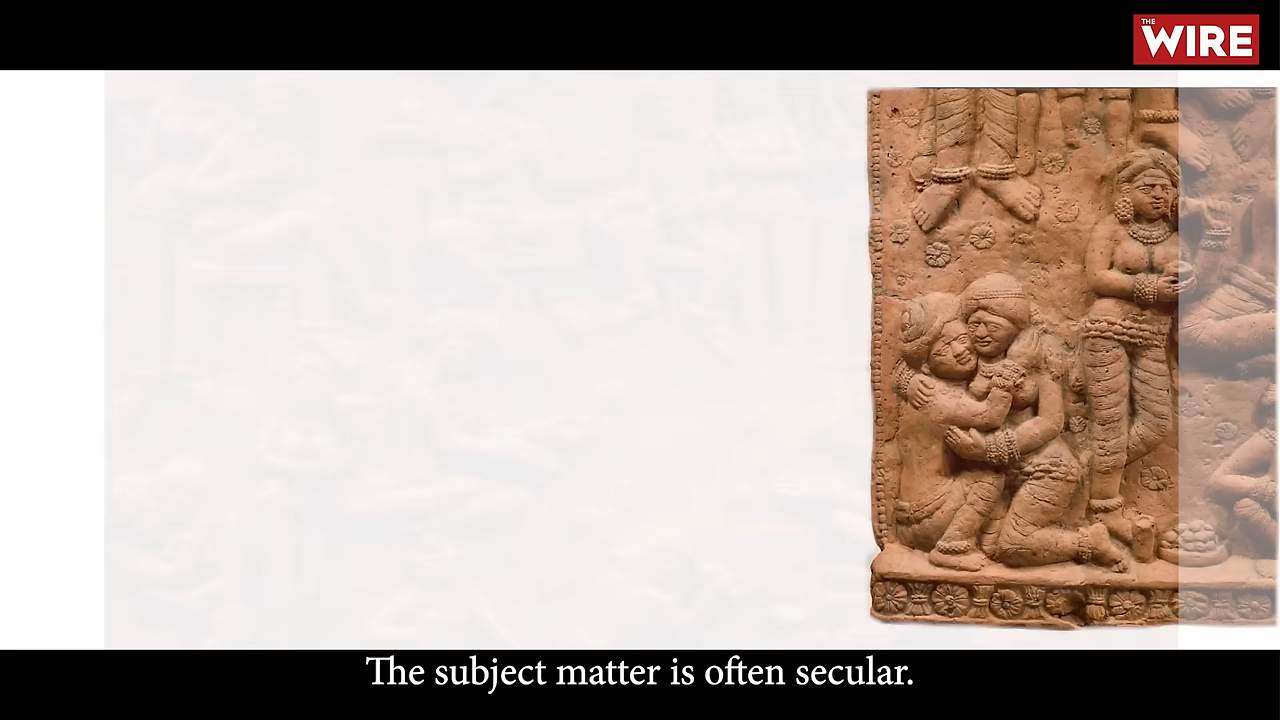 THE
WIRE
The subject matter is often secular.